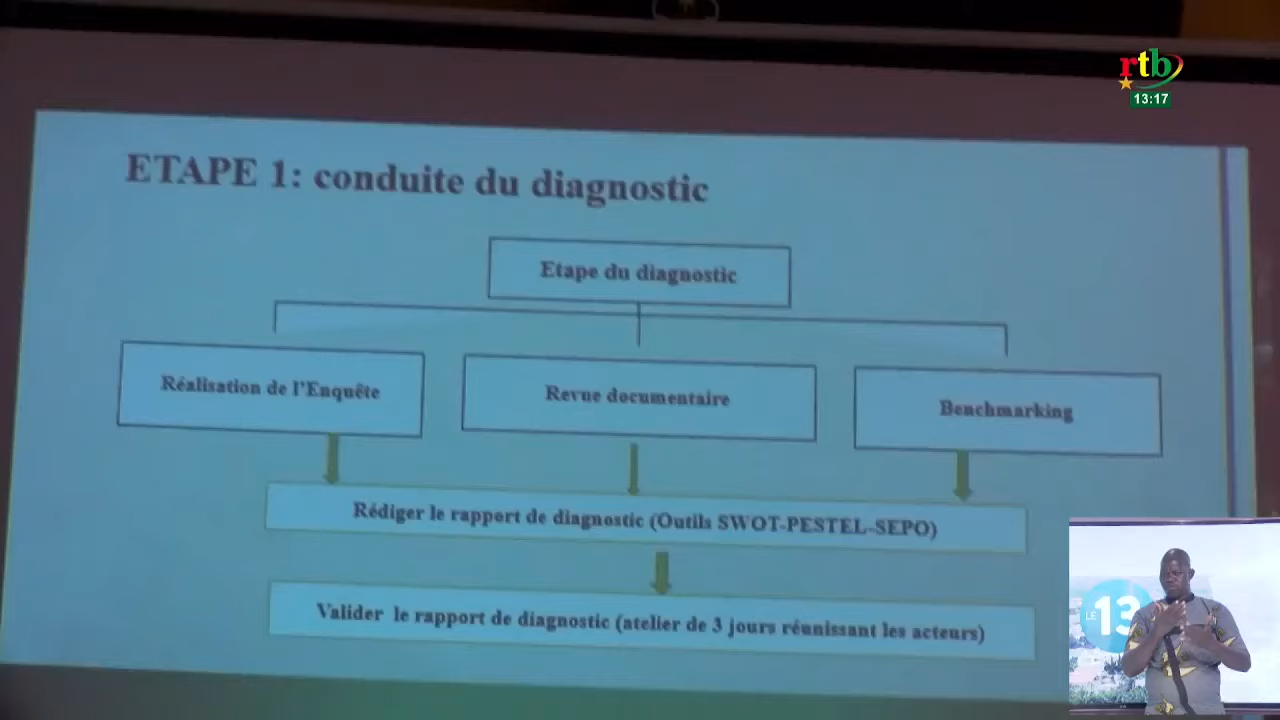 rtb
13:17
ETAPE 1: conduite du diagnostic
Etape du diagnostic
Réalisation de l'Enquête
Revue documentaire
Benchmarking
Rédiger le rapport de diagnostic (Outils SWOT-PESTEL-SEPO)
Valider le rapport de diagnostic (atelier de 3 jours réunissant les acteurs)
LE 13